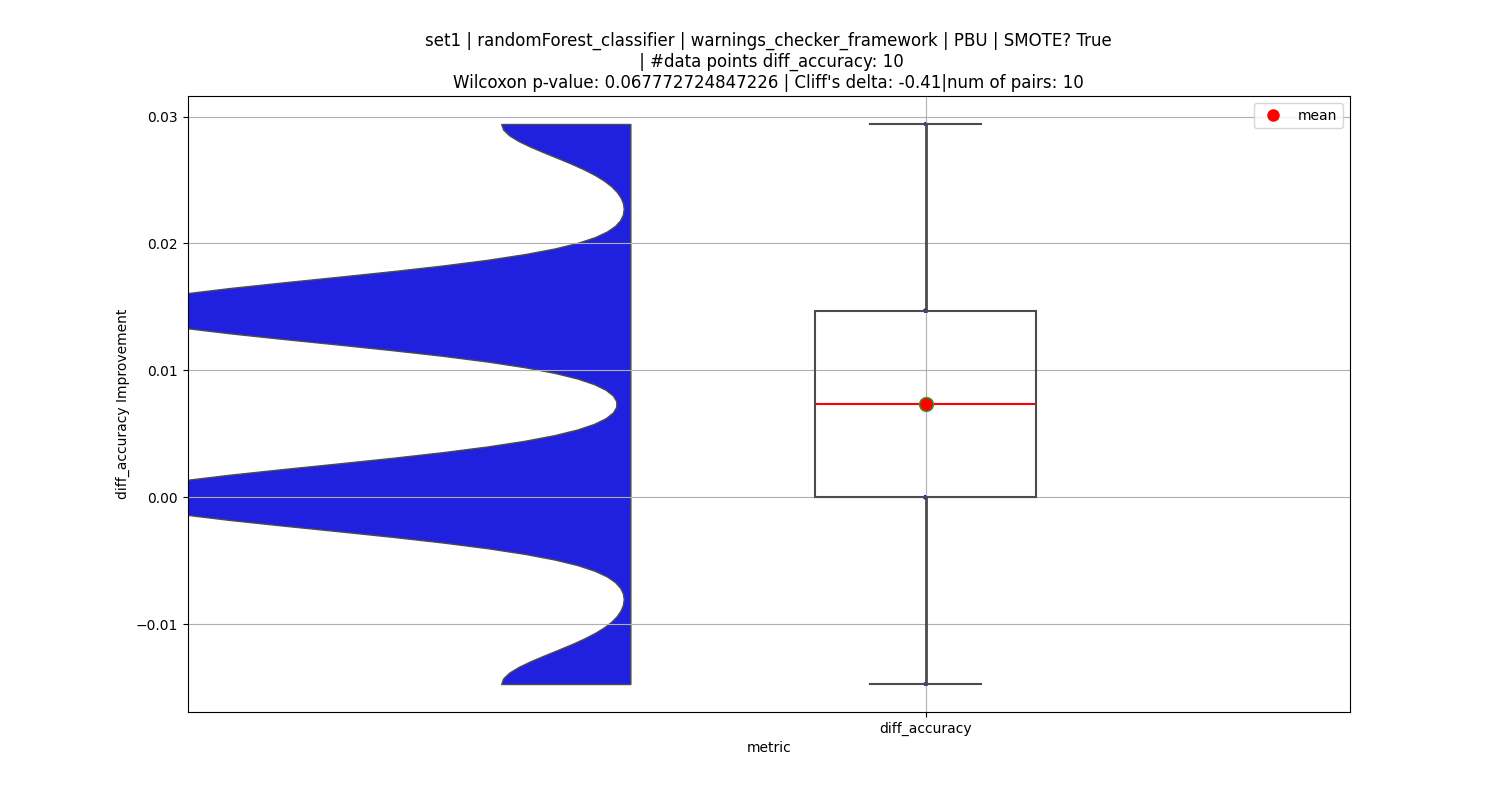 set1 | randomForest_classifier | warnings_checker_framework | PBU | SMOTE? True
| #data points diff_accuracy: 10
Wilcoxon p-value: 0.067772724847226 | Cliff's delta: -0.41|num of pairs: 10
mean
0.03
0.02
0.01
0.00
−0.01
diff_accuracy Improvement
diff_accuracy
metric